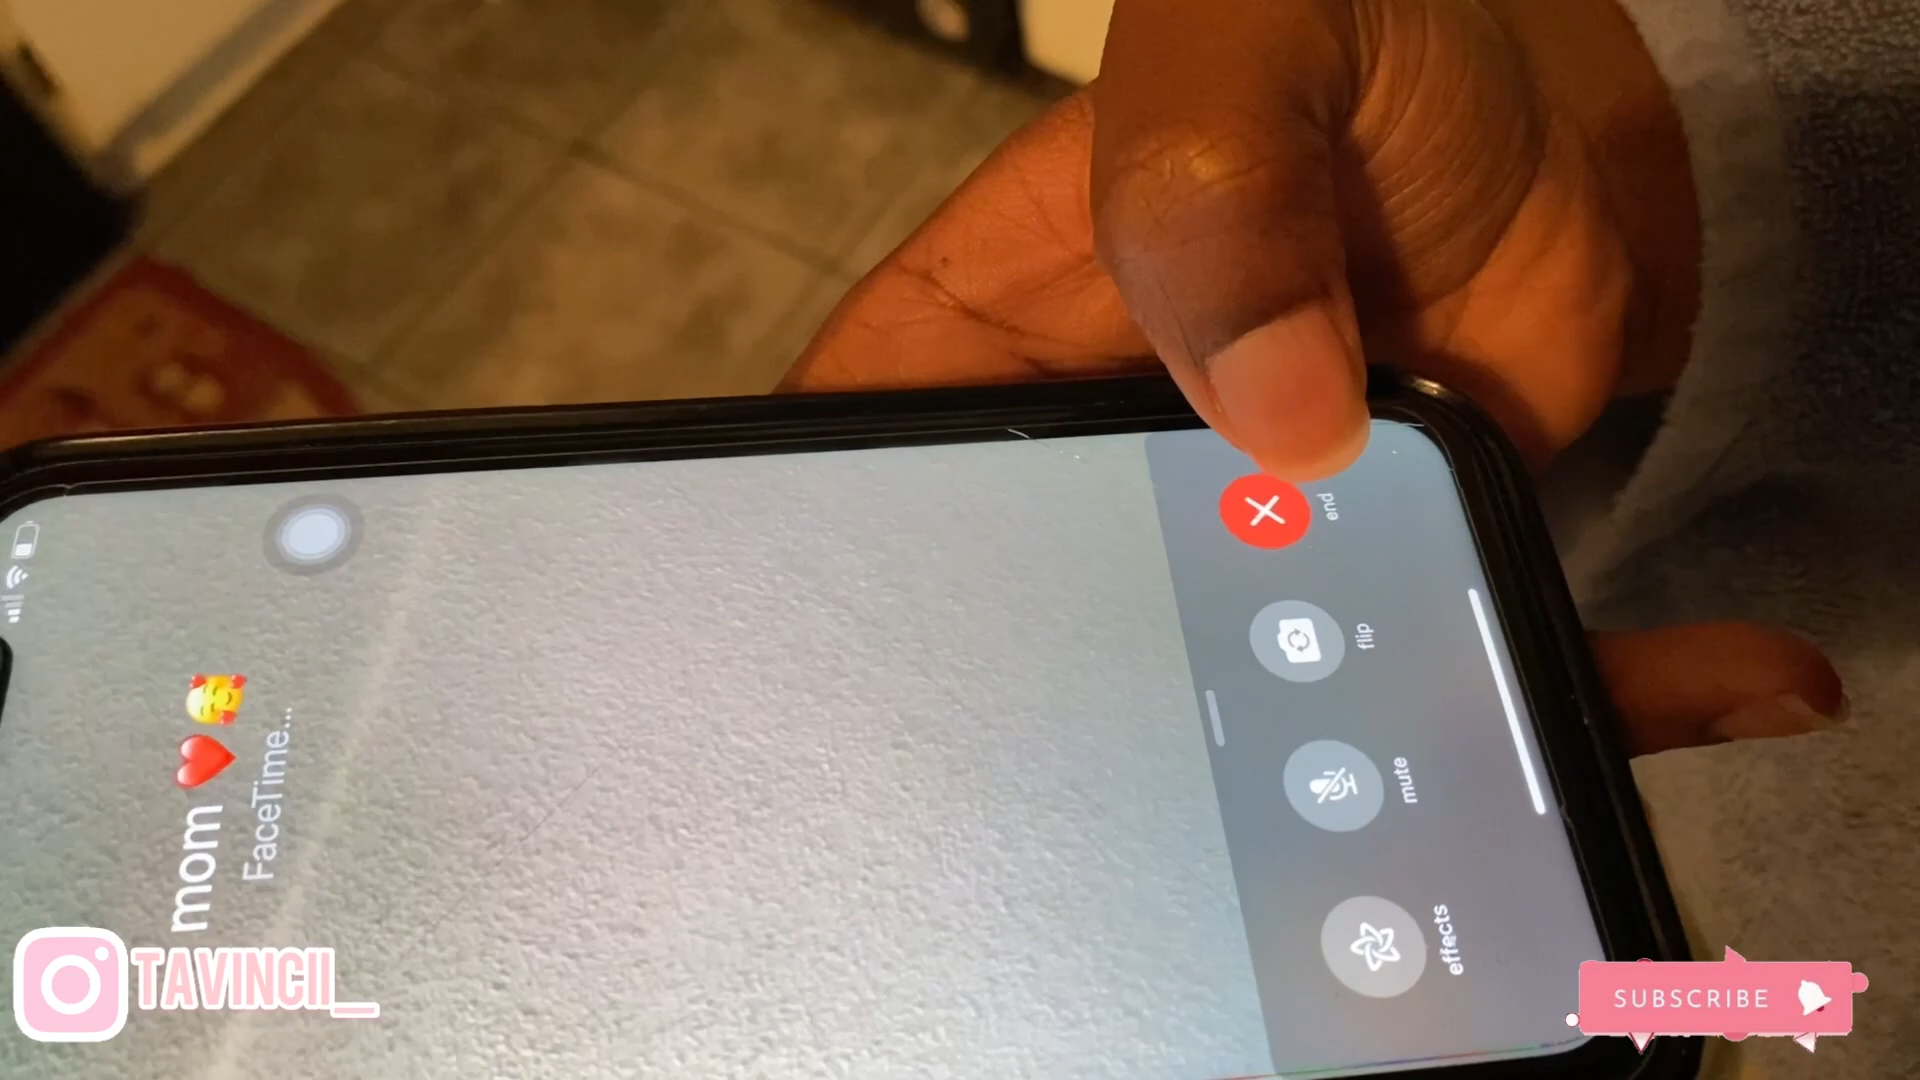 mom ❤️🥰
FaceTime...
end
flip
mute
effects
TAVINCII_
SUBSCRIBE